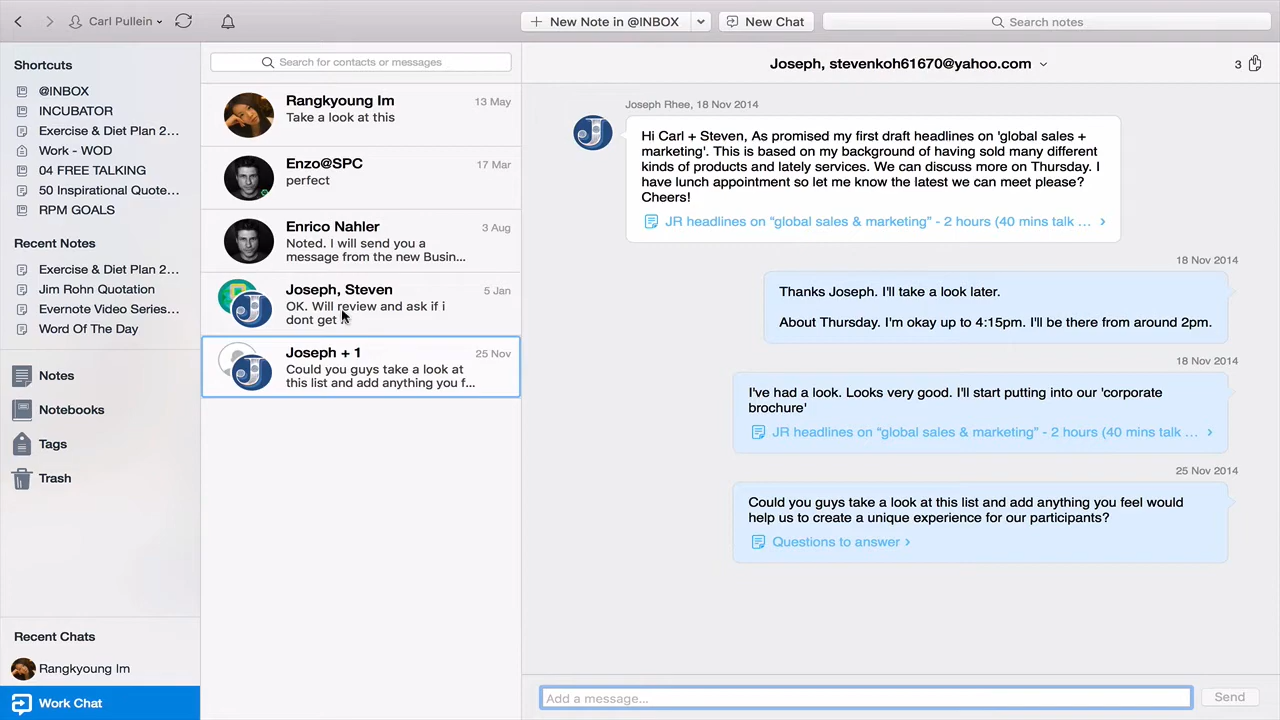 Carl Pullein
New Note in @INBOX
New Chat
Search notes
Shortcuts
@INBOX
INCUBATOR
Exercise & Diet Plan 2...
Work - WOD
04 FREE TALKING
50 Inspirational Quote...
RPM GOALS
Recent Notes
Exercise & Diet Plan 2...
Jim Rohn Quotation
Evernote Video Series...
Word Of The Day
Notes
Notebooks
Tags
Trash
Recent Chats
Rangkyoung Im
Work Chat
Search for contacts or messages
Rangkyoung Im 13 May
Take a look at this
Enzo@SPC 17 Mar
perfect
Enrico Nahler 3 Aug
Noted. I will send you a
message from the new Busin...
Joseph, Steven 5 Jan
OK. Will review and ask if i
dont get
Joseph + 1 25 Nov
Could you guys take a look at
this list and add anything you f...
Joseph, stevenkoh61670@yahoo.com
3
Joseph Rhee, 18 Nov 2014
Hi Carl + Steven, As promised my first draft headlines on 'global sales +
marketing'. This is based on my background of having sold many different
kinds of products and lately services. We can discuss more on Thursday. I
have lunch appointment so let me know the latest we can meet please?
Cheers!
JR headlines on “global sales & marketing” - 2 hours (40 mins talk ...
18 Nov 2014
Thanks Joseph. I'll take a look later.
About Thursday. I'm okay up to 4:15pm. I'll be there from around 2pm.
18 Nov 2014
I've had a look. Looks very good. I'll start putting into our 'corporate
brochure'
JR headlines on “global sales & marketing” - 2 hours (40 mins talk ...
25 Nov 2014
Could you guys take a look at this list and add anything you feel would
help us to create a unique experience for our participants?
Questions to answer
Add a message...
Send